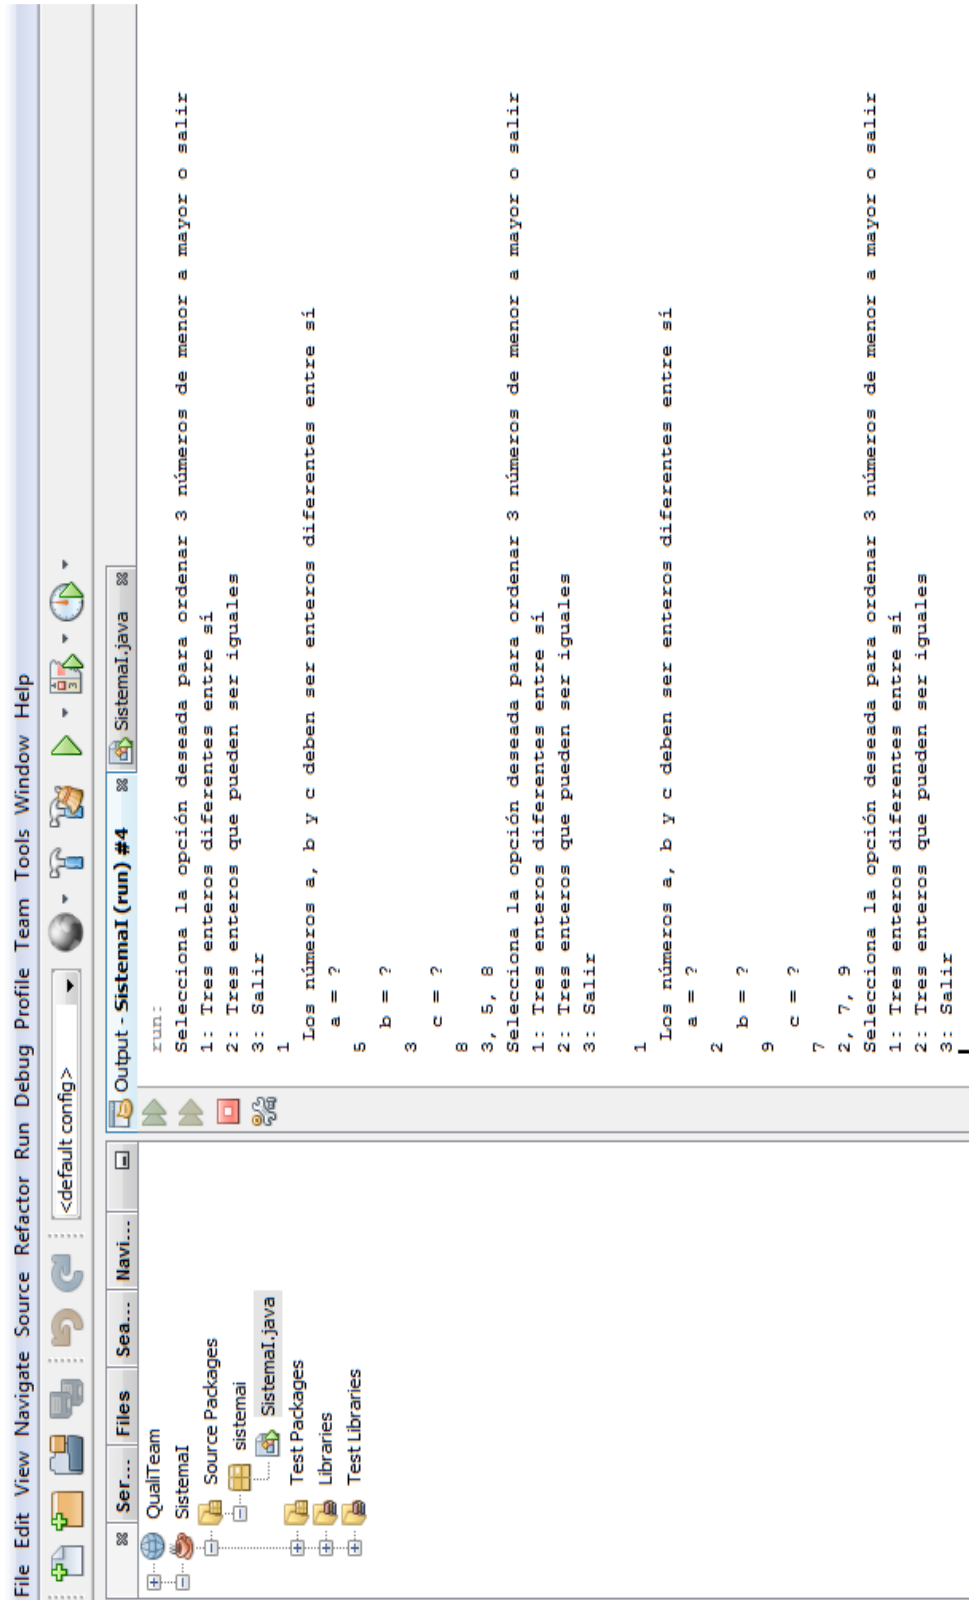 File Edit View Navigate Source Refactor Run Debug Profile Team Tools Window Help
<default config>
Ser... Files Sea... Navi...
QualiTeam
SistemaI
Source Packages
sistemai
SistemaI.java
Test Packages
Libraries
Test Libraries
Output - SistemaI (run) #4
SistemaI.java
run:
Selecciona la opción deseada para ordenar 3 números de menor a mayor o salir
1: Tres enteros diferentes entre sí
2: Tres enteros que pueden ser iguales
3: Salir
1
Los números a, b y c deben ser enteros diferentes entre sí
a = ?
5
b = ?
3
c = ?
8
3, 5, 8
Selecciona la opción deseada para ordenar 3 números de menor a mayor o salir
1: Tres enteros diferentes entre sí
2: Tres enteros que pueden ser iguales
3: Salir
1
Los números a, b y c deben ser enteros diferentes entre sí
a = ?
2
b = ?
9
c = ?
7
2, 7, 9
Selecciona la opción deseada para ordenar 3 números de menor a mayor o salir
1: Tres enteros diferentes entre sí
2: Tres enteros que pueden ser iguales
3: Salir